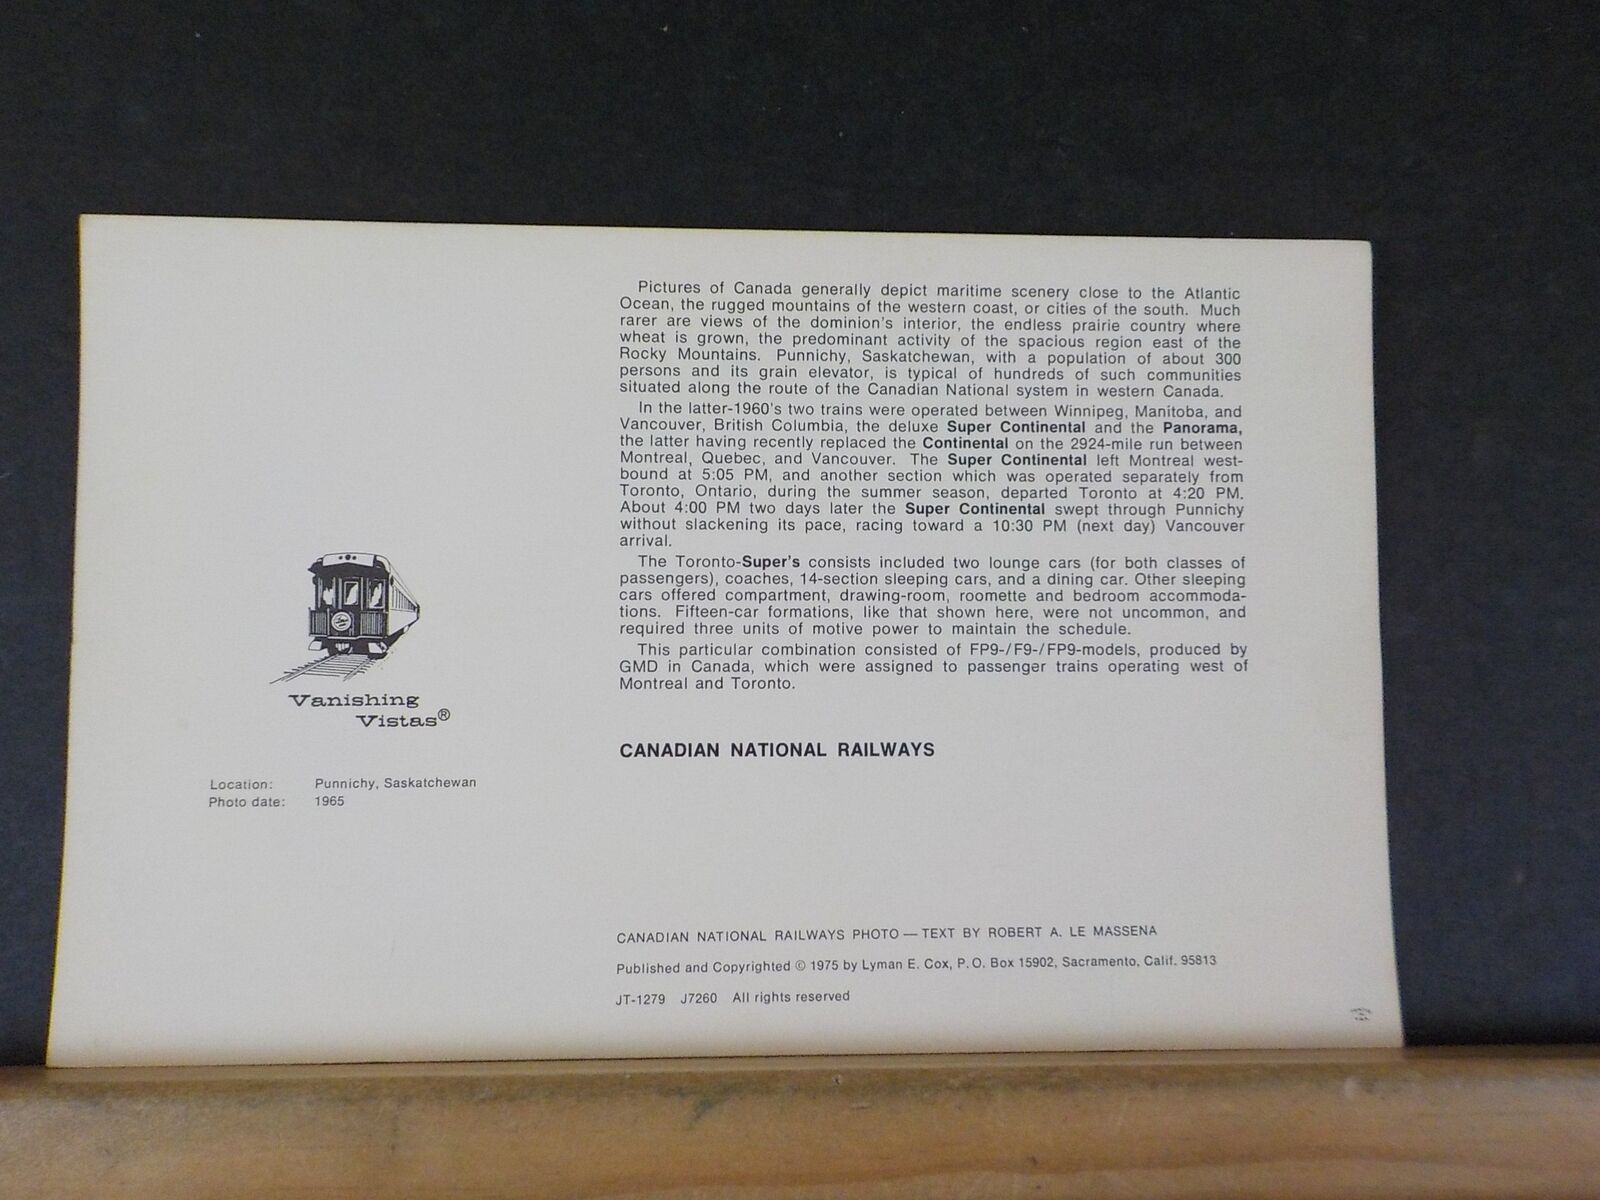 Pictures of Canada generally depict maritime scenery close to the Atlantic
Ocean, the rugged mountains of the western coast, or cities of the south. Much
rarer are views of the dominion's interior, the endless prairie country where
wheat is grown, the predominant activity of the spacious region east of the
Rocky Mountains. Punnichy, Saskatchewan, with a population of about 300
persons and its grain elevator, is typical of hundreds of such communities
situated along the route of the Canadian National system in western Canada.
In the latter-1960's two trains were operated between Winnipeg, Manitoba, and
Vancouver, British Columbia, the deluxe Super Continental and the Panorama,
the latter having recently replaced the Continental on the 2924-mile run between
Montreal, Quebec, and Vancouver. The Super Continental left Montreal west-
bound at 5:05 PM, and another section which was operated separately from
Toronto, Ontario, during the summer season, departed Toronto at 4:20 PM.
About 4:00 PM two days later the Super Continental swept through Punnichy
without slackening its pace, racing toward a 10:30 PM (next day) Vancouver
arrival.
The Toronto-Super's consists included two lounge cars (for both classes of
passengers), coaches, 14-section sleeping cars, and a dining car. Other sleeping
cars offered compartment, drawing-room, roomette and bedroom accommoda-
tions. Fifteen-car formations, like that shown here, were not uncommon, and
required three units of motive power to maintain the schedule.
This particular combination consisted of FP9-/F9-/FP9-models, produced by
GMD in Canada, which were assigned to passenger trains operating west of
Montreal and Toronto.
CANADIAN NATIONAL RAILWAYS
Vanishing
Vistas®
Location: Punnichy, Saskatchewan
Photo date: 1965
CANADIAN NATIONAL RAILWAYS PHOTO — TEXT BY ROBERT A. LE MASSENA
Published and Copyrighted © 1975 by Lyman E. Cox, P.O. Box 15902, Sacramento, Calif. 95813
JT-1279 J7260 All rights reserved